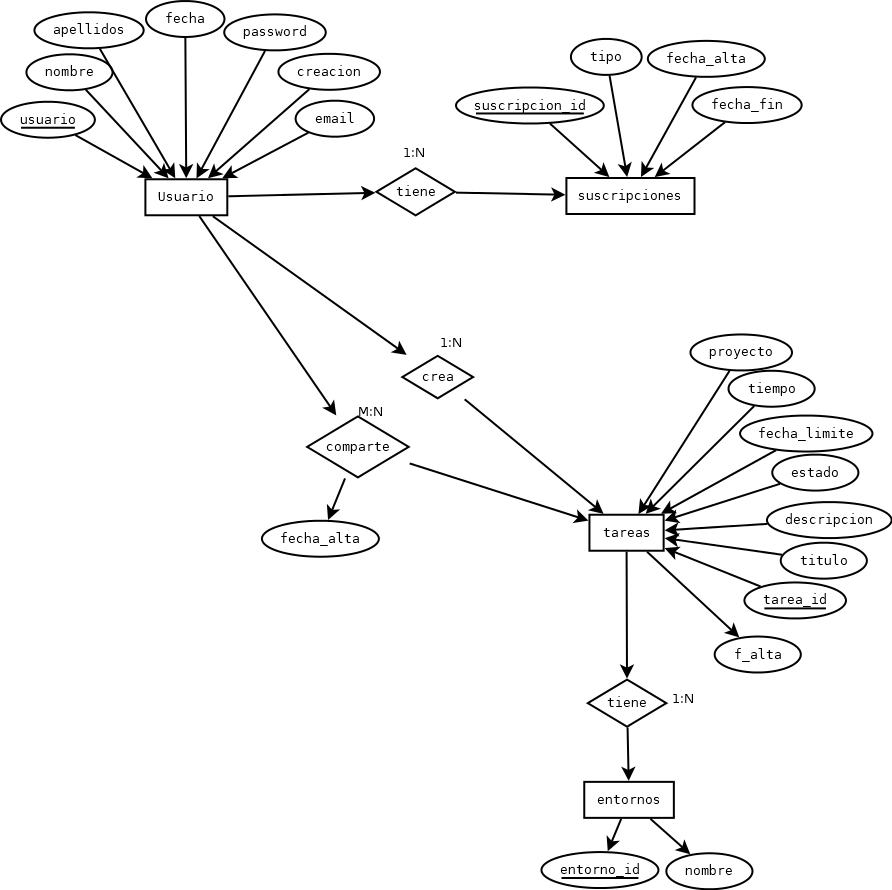 fecha
apellidos
password
nombre
creacion
usuario
email
tipo
fecha_alta
suscripcion_id
fecha_fin
1:N
Usuario
tiene
suscripciones
1:N
crea
M:N
comparte
fecha_alta
proyecto
tiempo
fecha_limite
estado
descripcion
tareas
titulo
tarea_id
f_alta
tiene
1:N
entornos
entorno_id
nombre